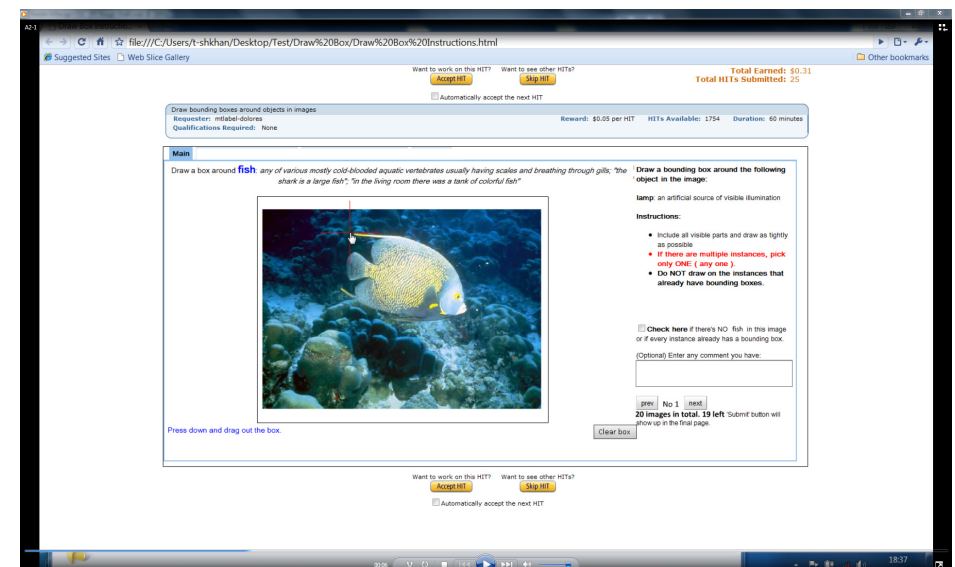 A2-1
file:///C:/Users/t-shkhan/Desktop/Test/Draw%20Box/Draw%20Box%20Instructions.html
Suggested Sites Web Slice Gallery Other bookmarks
Want to work on this HIT? Want to see other HITs?
Accept HIT Skip HIT
Total Earned: $0.31
Total HITs Submitted: 25
Automatically accept the next HIT
Draw bounding boxes around objects in images
Requester: mtlabel-dolores Reward: $0.05 per HIT HITs Available: 1754 Duration: 60 minutes
Qualifications Required: None
Main
Draw a box around fish: any of various mostly cold-blooded aquatic vertebrates usually having scales and breathing through gills; "the
shark is a large fish"; "in the living room there was a tank of colorful fish"
Draw a bounding box around the following
object in the image:
lamp: an artificial source of visible illumination
Instructions:
Include all visible parts and draw as tightly
as possible
If there are multiple instances, pick
only ONE ( any one ).
Do NOT draw on the instances that
already have bounding boxes.
Check here if there's NO fish in this image
or if every instance already has a bounding box.
(Optional) Enter any comment you have:
prev No 1 next
20 images in total. 19 left 'Submit' button will
show up in the final page.
Press down and drag out the box.
Clear box
Want to work on this HIT? Want to see other HITs?
Accept HIT Skip HIT
Automatically accept the next HIT
00:06
18:37